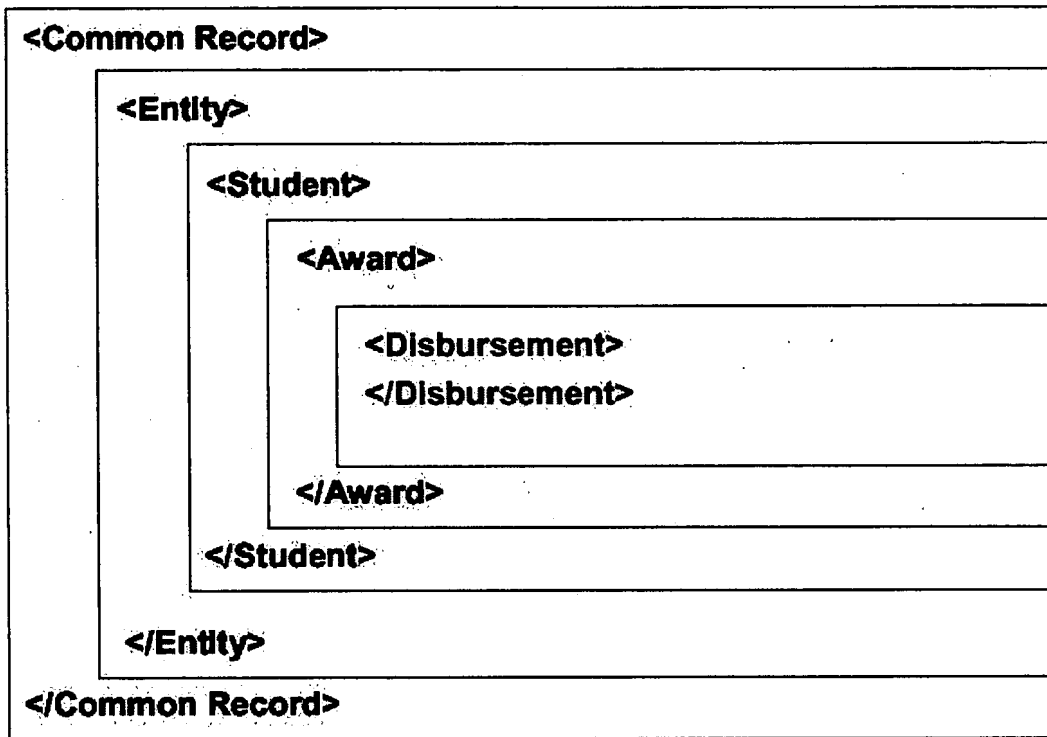 <Common Record>
<Entity>
<Student>
<Award>
<Disbursement>
</Disbursement>
</Award>
</Student>
</Entity>
</Common Record>